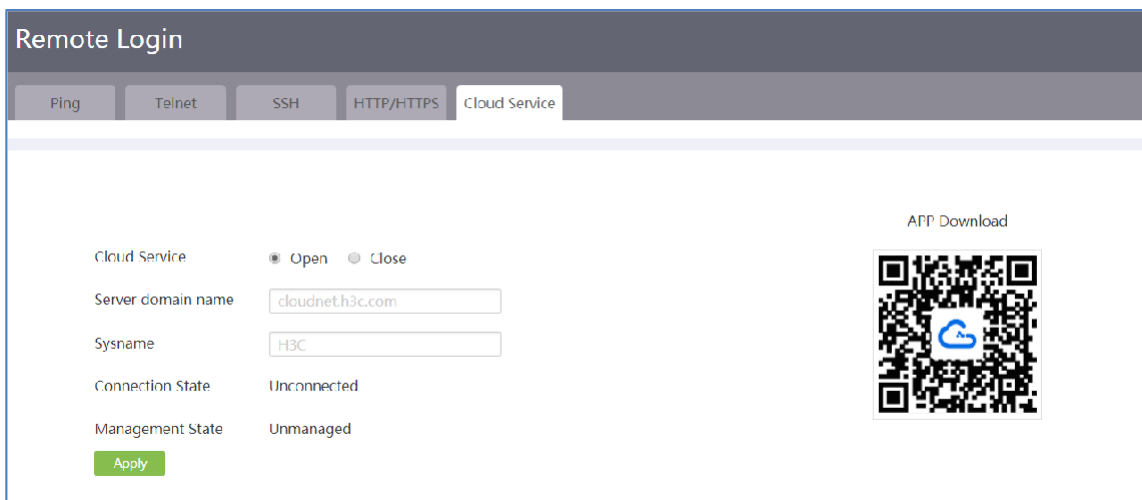 Remote Login
Ping Telnet SSH HTTP/HTTPS Cloud Service
APP Download
Cloud Service Open Close
Server domain name cloudnet.h3c.com
Sysname H3C
Connection State Unconnected
Management State Unmanaged
Apply